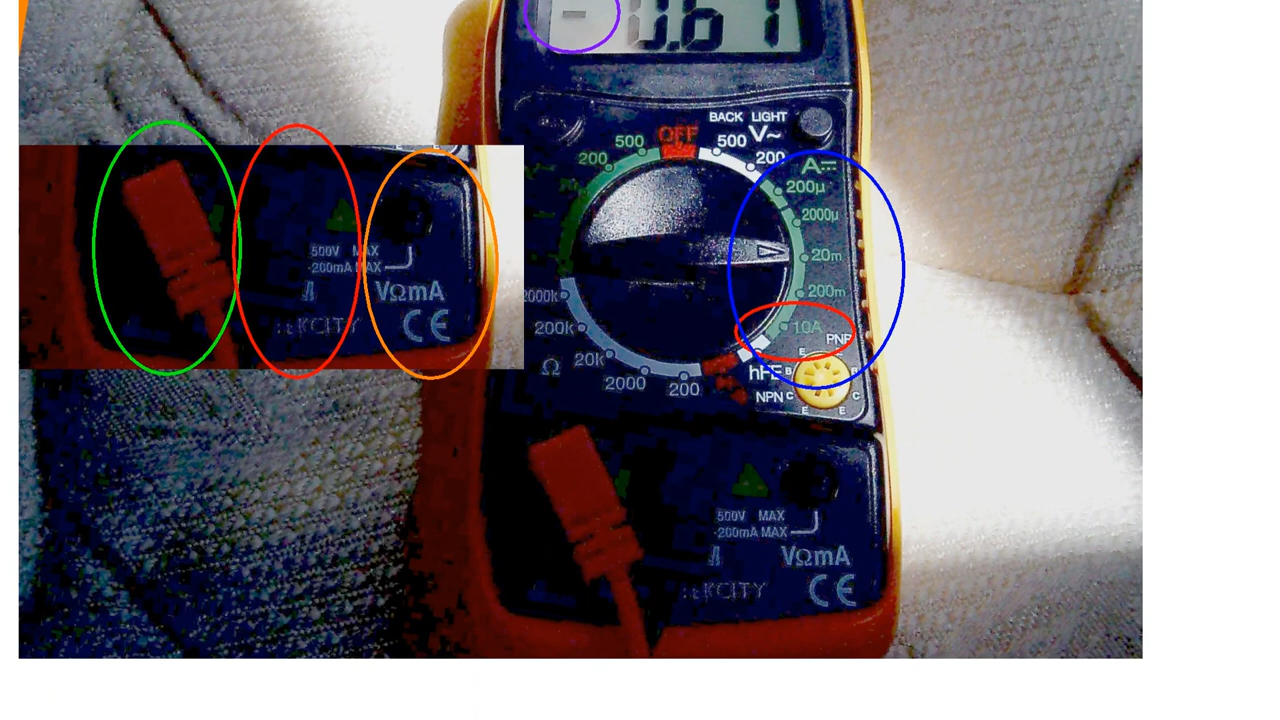 - 0.61
BACK LIGHT
OFF
500
200
500
V~
200
A
200µ
2000µ
20m
200m
10A
PNP
E
hFE
B
NPN
C
C
E
E
2000k
200k
20k
2000
200
Ω
500V MAX
-200mA MAX
VΩmA
CE
500V MAX
-200mA MAX
VΩmA
CE